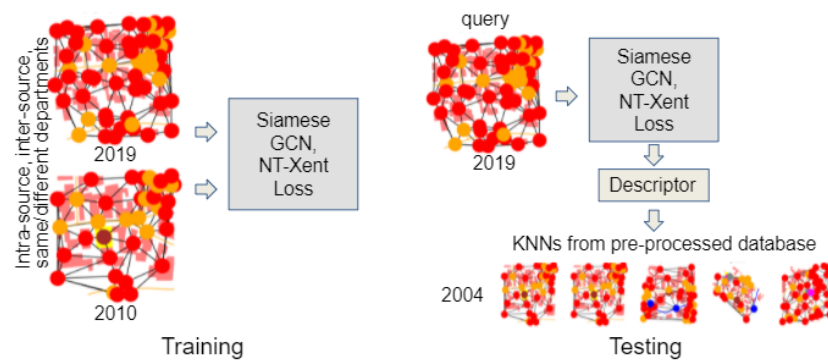 Intra-source, inter-source,
same/different departments
2019
2010
Siamese
GCN,
NT-Xent
Loss
Training
query
2019
Siamese
GCN,
NT-Xent
Loss
Descriptor
KNNs from pre-processed database
2004
Testing